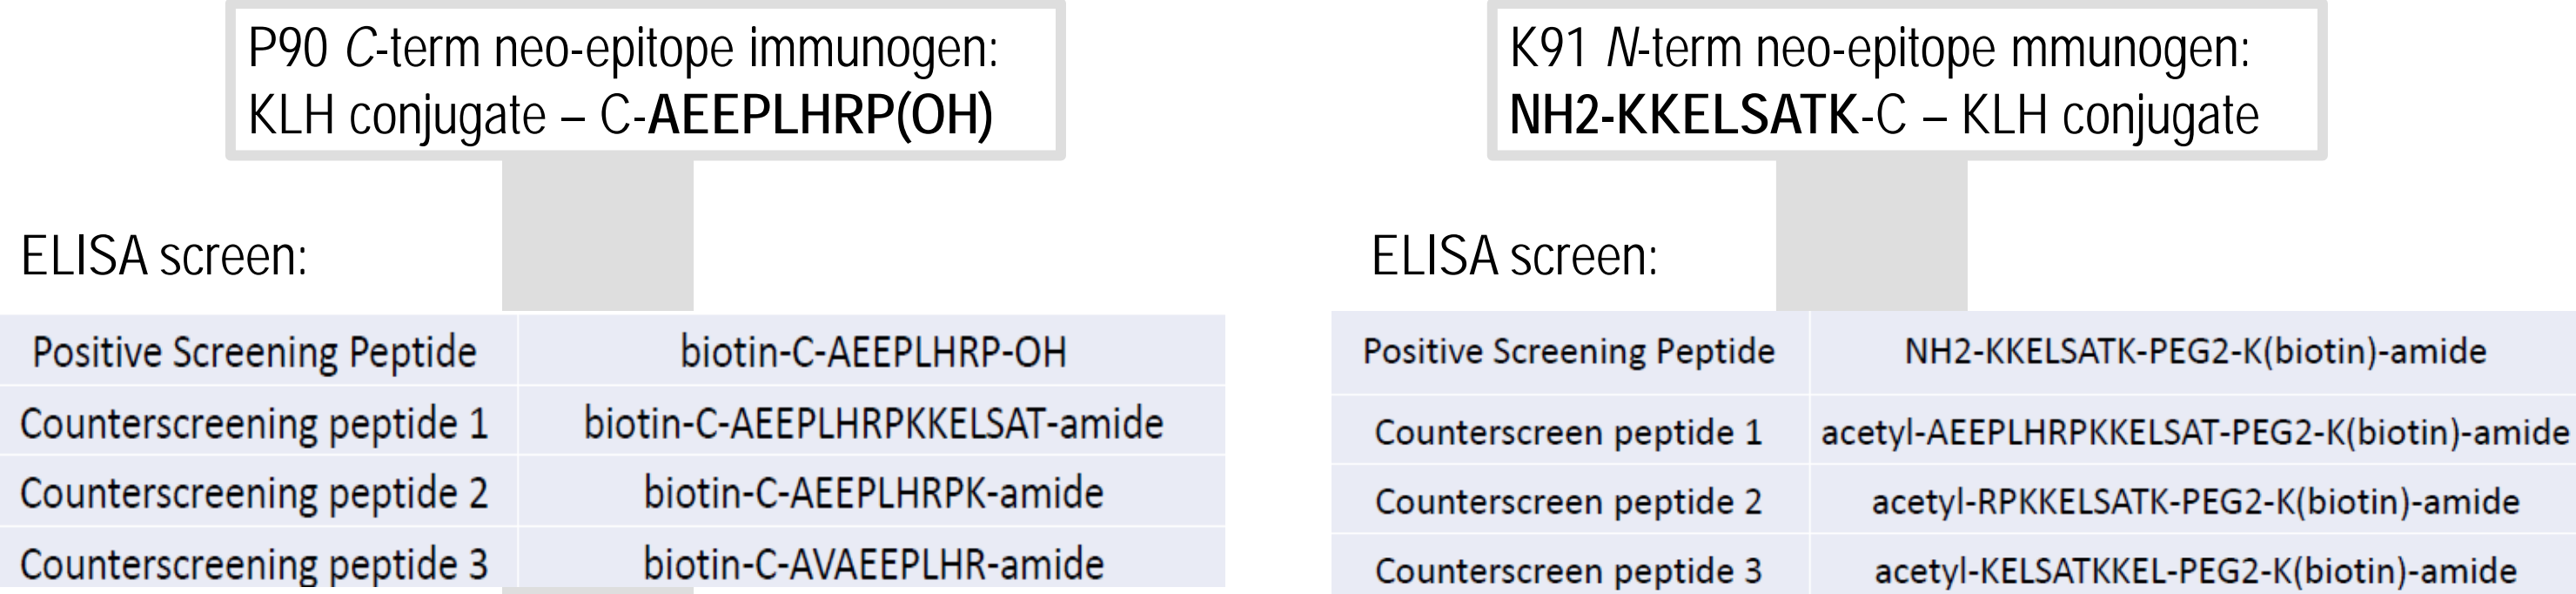 P90 C-term neo-epitope immunogen:
KLH conjugate – C-AEEPLHRP(OH)
ELISA screen:
Positive Screening Peptide biotin-C-AEEPLHRP-OH
Counterscreening peptide 1 biotin-C-AEEPLHRPKKELSAT-amide
Counterscreening peptide 2 biotin-C-AEEPLHRPK-amide
Counterscreening peptide 3 biotin-C-AVAEEPLHR-amide
K91 N-term neo-epitope mmunogen:
NH2-KKELSATK-C – KLH conjugate
ELISA screen:
Positive Screening Peptide NH2-KKELSATK-PEG2-K(biotin)-amide
Counterscreen peptide 1 acetyl-AEEPLHRPKKELSAT-PEG2-K(biotin)-amide
Counterscreen peptide 2 acetyl-RPKKELSATK-PEG2-K(biotin)-amide
Counterscreen peptide 3 acetyl-KELSATKKEL-PEG2-K(biotin)-amide